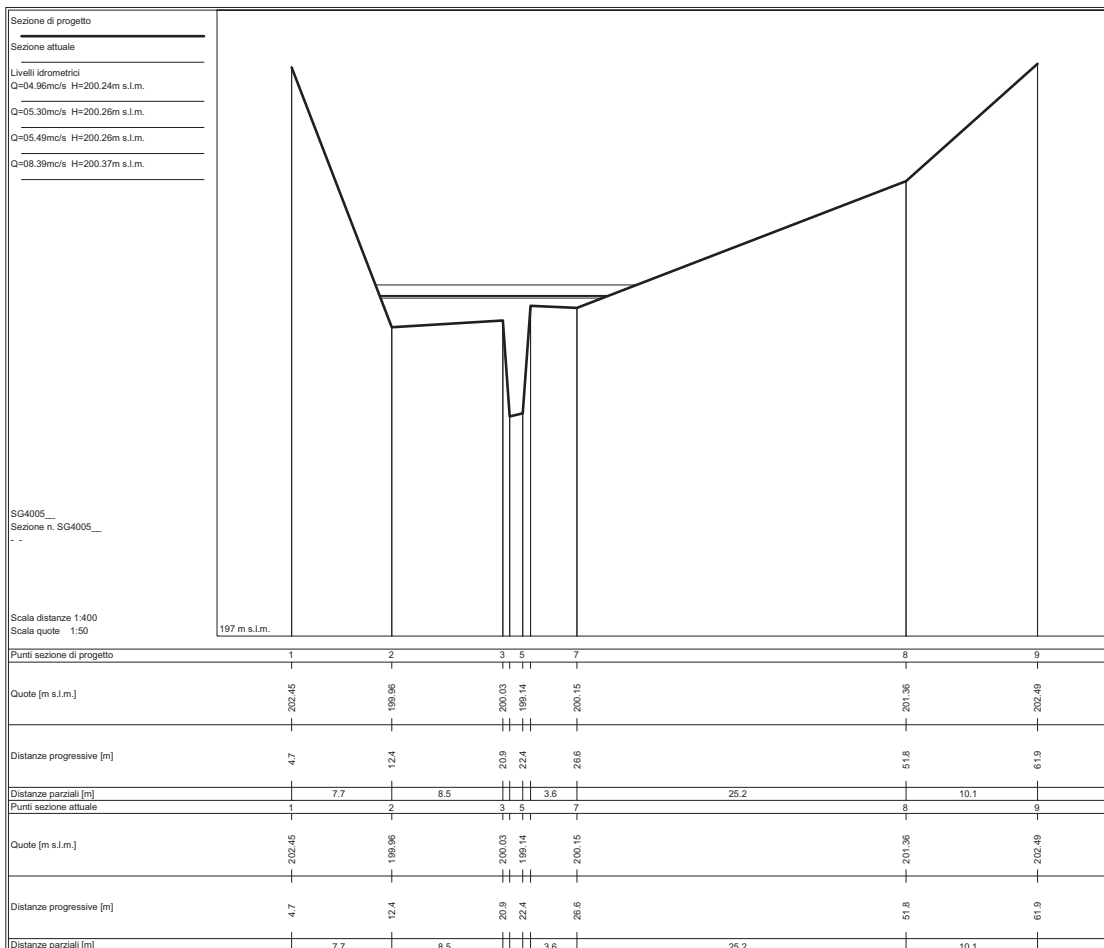 Sezione di progetto
Sezione attuale
Livelli idrometrici
Q=04.96mc/s H=200.24m s.l.m.
Q=05.30mc/s H=200.26m s.l.m.
Q=05.49mc/s H=200.26m s.l.m.
Q=08.39mc/s H=200.37m s.l.m.
SG4005__
Sezione n. SG4005__
- -
Scala distanze 1:400
Scala quote 1:50
197 m s.l.m.
Punti sezione di progetto 1 2 3 5 7 8 9
Quote [m s.l.m.] 202.45 199.96 200.03 199.14 200.15 201.36 202.49
Distanze progressive [m] 4.7 12.4 20.9 22.4 26.6 51.8 61.9
Distanze parziali [m] 7.7 8.5 3.6 25.2 10.1
Punti sezione attuale 1 2 3 5 7 8 9
Quote [m s.l.m.] 202.45 199.96 200.03 199.14 200.15 201.36 202.49
Distanze progressive [m] 4.7 12.4 20.9 22.4 26.6 51.8 61.9
Distanze parziali [m] 7.7 8.5 3.6 25.2 10.1